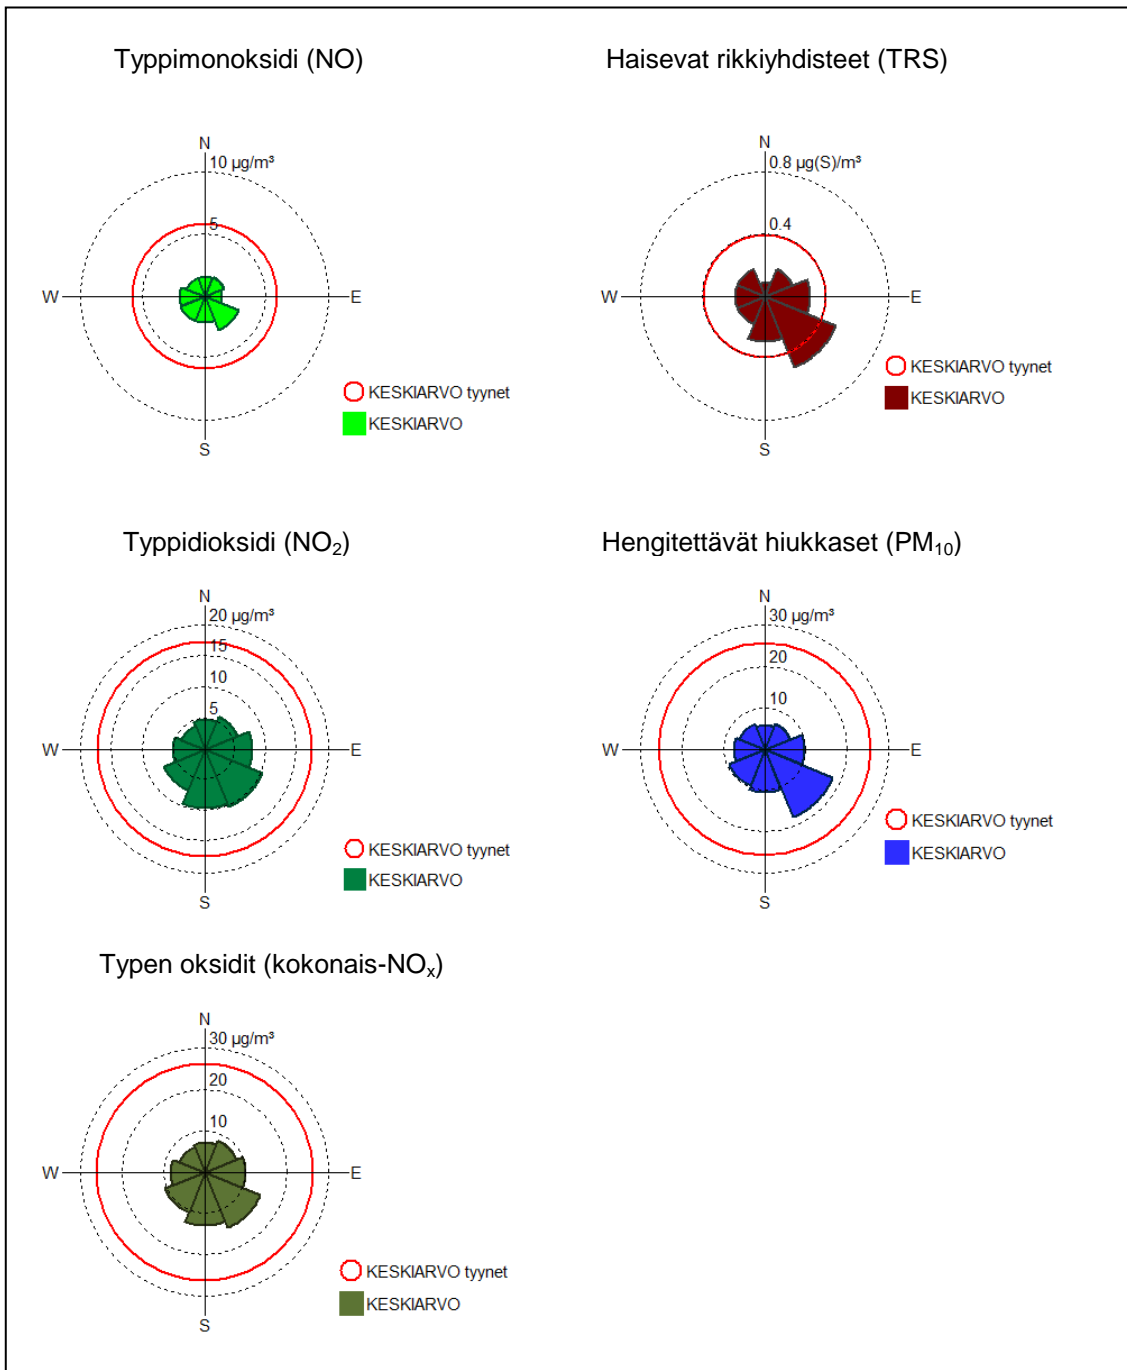 Typpimonoksidi (NO)
N
10 µg/m³
5
W
E
S
KESKIARVO tyynet
KESKIARVO
Haisevat rikkiyhdisteet (TRS)
N
0.8 µg(S)/m³
0.4
W
E
S
KESKIARVO tyynet
KESKIARVO
Typpidioksidi (NO₂)
N
20 µg/m³
15
10
5
W
E
S
KESKIARVO tyynet
KESKIARVO
Hengitettävät hiukkaset (PM₁₀)
N
30 µg/m³
20
10
W
E
S
KESKIARVO tyynet
KESKIARVO
Typen oksidit (kokonais-NOₓ)
N
30 µg/m³
20
10
W
E
S
KESKIARVO tyynet
KESKIARVO